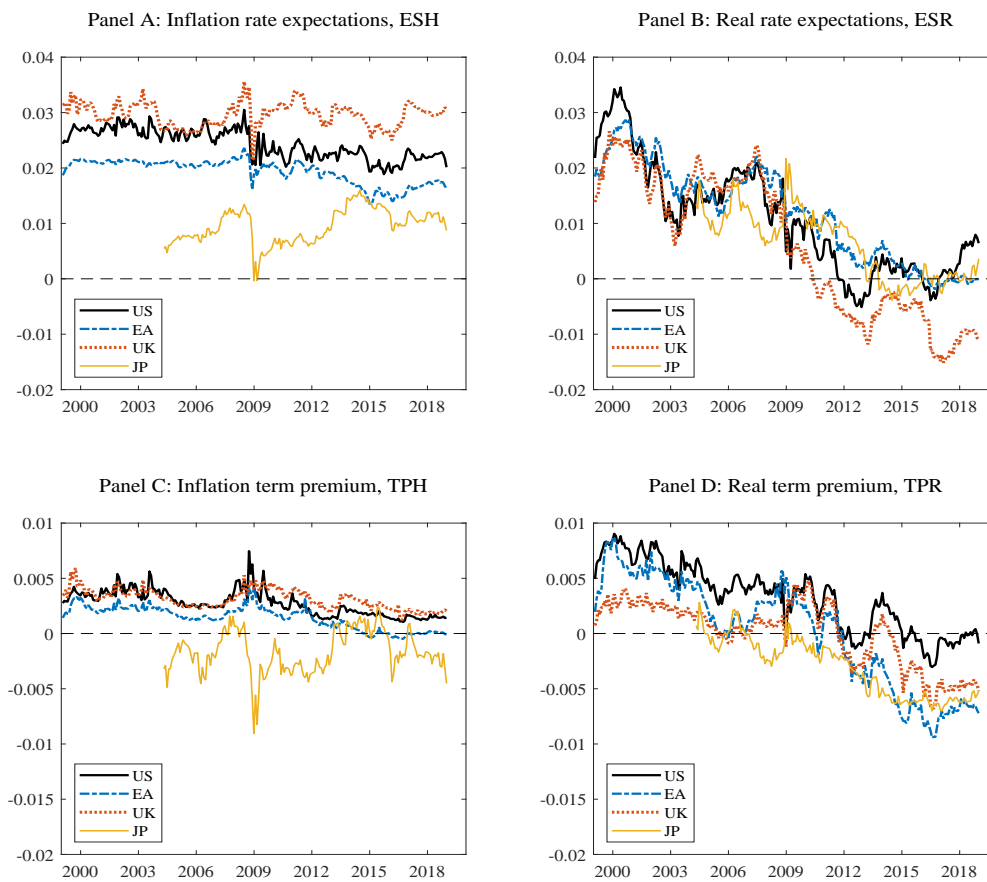 Panel A: Inflation rate expectations, ESH
0.04
0.03
0.02
0.01
0
-0.01
-0.02
2000 2003 2006 2009 2012 2015 2018
US
EA
UK
JP
Panel B: Real rate expectations, ESR
0.04
0.03
0.02
0.01
0
-0.01
-0.02
2000 2003 2006 2009 2012 2015 2018
US
EA
UK
JP
Panel C: Inflation term premium, TPH
0.01
0.005
0
-0.005
-0.01
-0.015
-0.02
2000 2003 2006 2009 2012 2015 2018
US
EA
UK
JP
Panel D: Real term premium, TPR
0.01
0.005
0
-0.005
-0.01
-0.015
-0.02
2000 2003 2006 2009 2012 2015 2018
US
EA
UK
JP